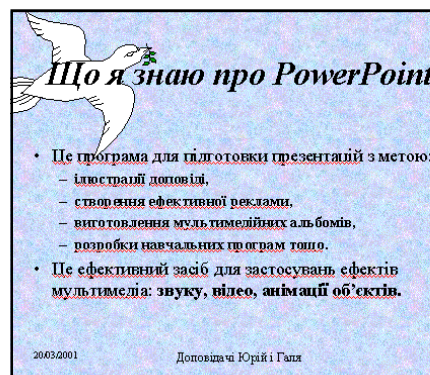 Що я знаю про PowerPoint
• Це програма для підготовки презентацій з метою:
– ілюстрації доповіді,
– створення ефективної реклами,
– виготовлення мультимедійних альбомів,
– розробки навчальних програм тощо.
• Це ефективний засіб для застосувань ефектів
мультимедіа: звуку, відео, анімації об’єктів.
20/03/2001 Доповідачі Юрій і Галя